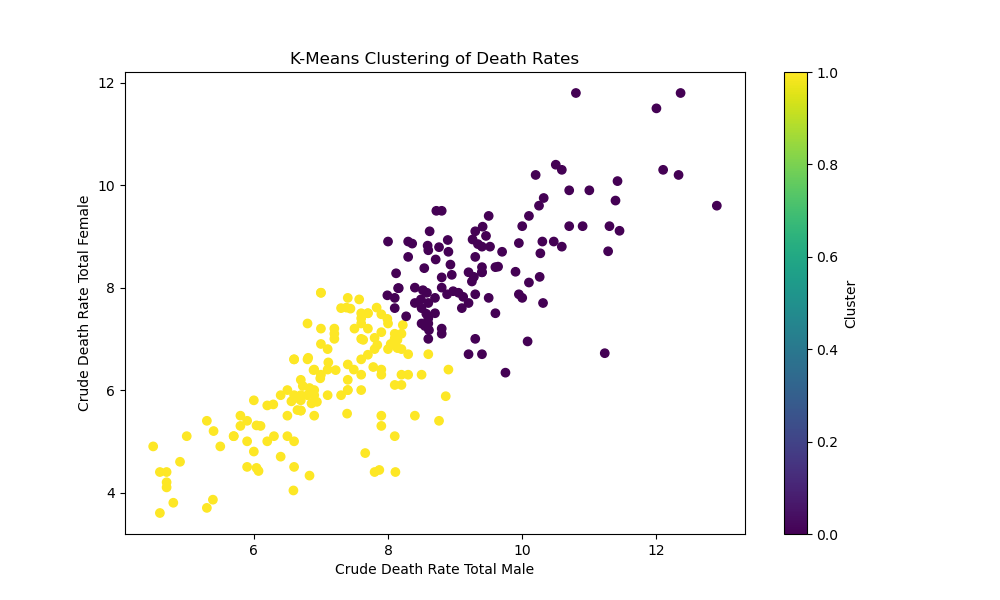 K-Means Clustering of Death Rates
12
10
8
6
4
Crude Death Rate Total Female
6 8 10 12
Crude Death Rate Total Male
1.0
0.8
0.6
0.4
0.2
0.0
Cluster